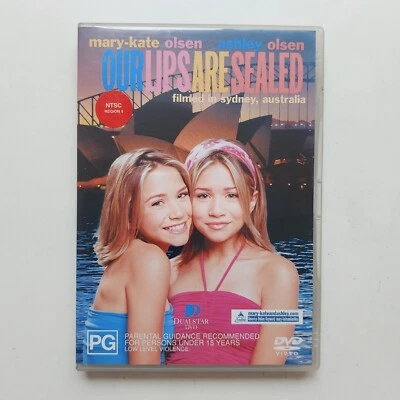 mary-kate olsen ashley olsen
OUR LIPS ARE SEALED
filmed in sydney, australia
NTSC
REGION 4
DUALSTAR
DVD
mary-kateandashley.com
PG
PARENTAL GUIDANCE RECOMMENDED
FOR PERSONS UNDER 15 YEARS
LOW LEVEL VIOLENCE
DVD
VIDEO